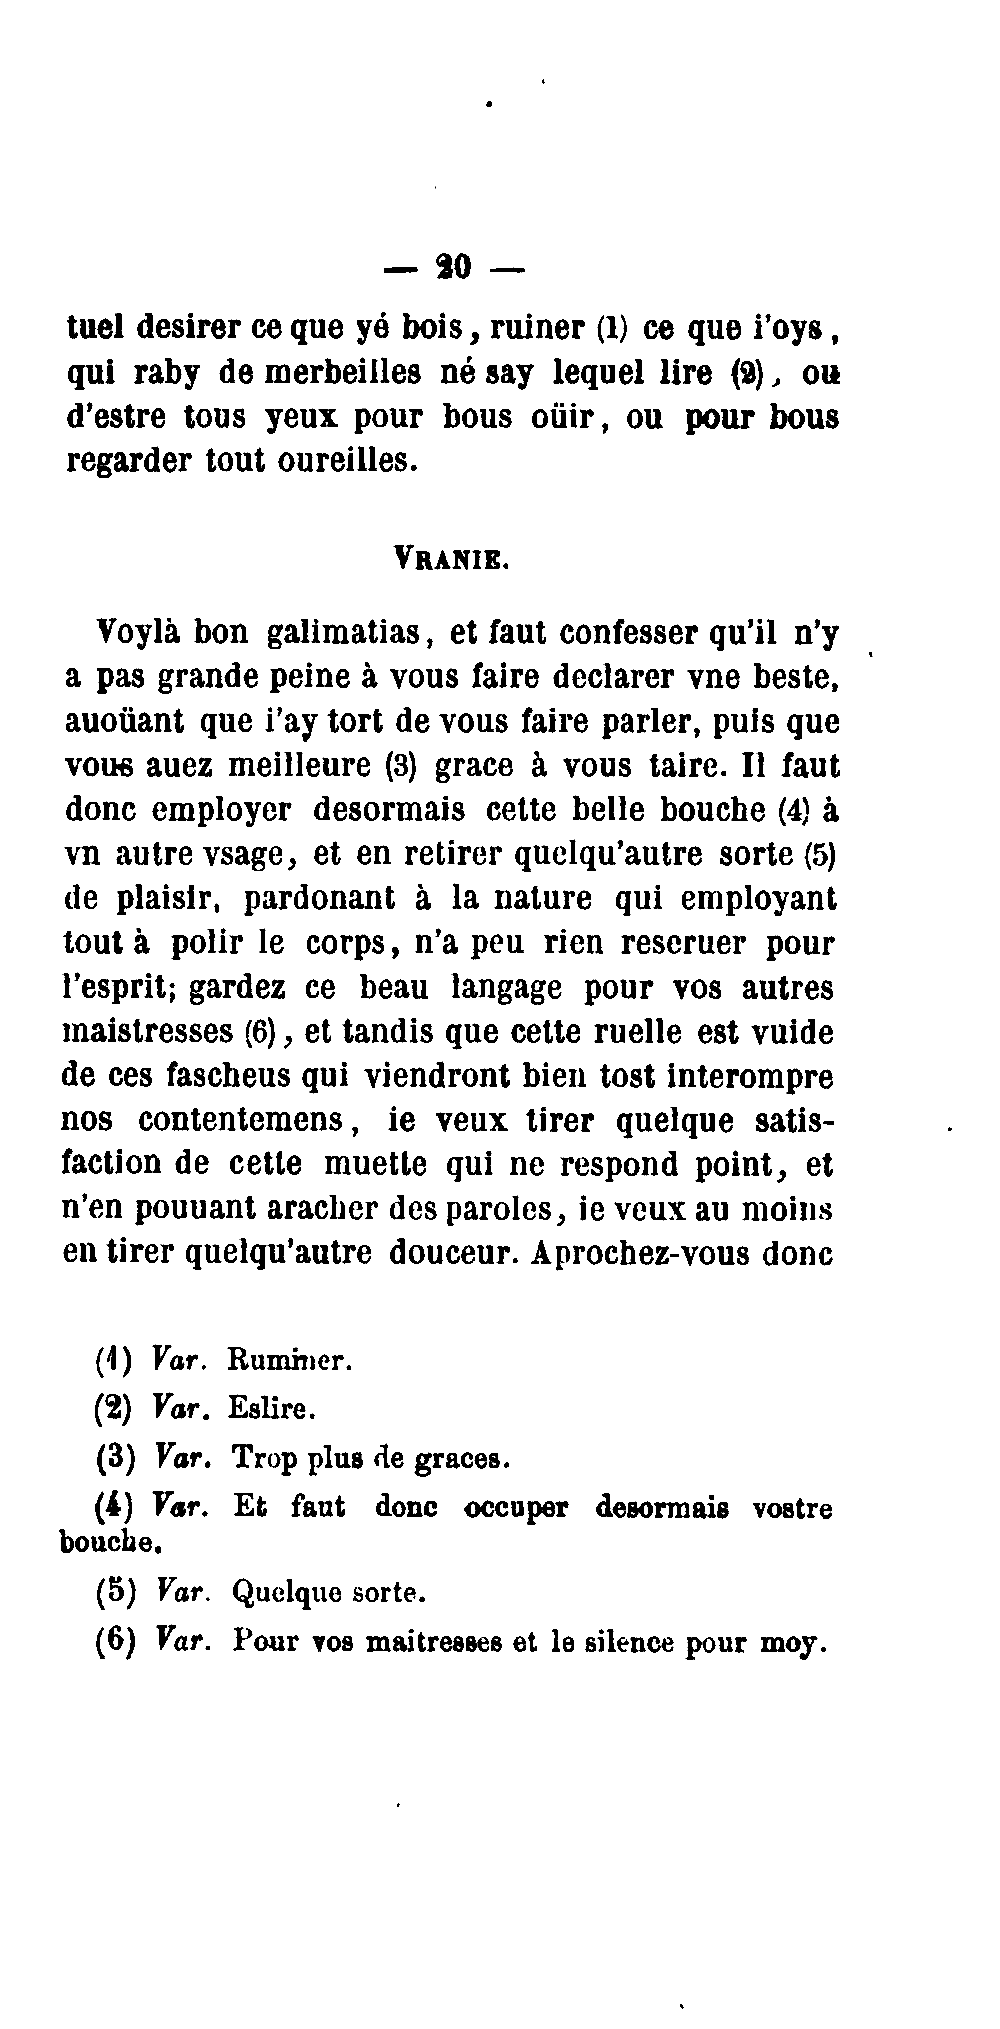 — 20 —
tuel desirer ce que yé bois, ruiner (1) ce que i'oys,
qui raby de merbeilles né say lequel lire (2), ou
d'estre tous yeux pour bous oüir, ou pour bous
regarder tout oureilles.
VRANIE.
Voylà bon galimatias, et faut confesser qu'il n'y
a pas grande peine à vous faire declarer vne beste,
auoüant que i'ay tort de vous faire parler, puis que
vous auez meilleure (3) grace à vous taire. Il faut
donc employer desormais cette belle bouche (4) à
vn autre vsage, et en retirer quelqu'autre sorte (5)
de plaisir, pardonant à la nature qui employant
tout à polir le corps, n'a peu rien reseruer pour
l'esprit; gardez ce beau langage pour vos autres
maistresses (6), et tandis que cette ruelle est vuide
de ces fascheus qui viendront bien tost interompre
nos contentemens, ie veux tirer quelque satis-
faction de cette muette qui ne respond point, et
n'en pouuant aracher des paroles, ie veux au moins
en tirer quelqu'autre douceur. Aprochez-vous donc
(1) Var. Ruminer.
(2) Var. Eslire.
(3) Var. Trop plus de graces.
(4) Var. Et faut donc occuper desormais vostre
bouche.
(5) Var. Quelque sorte.
(6) Var. Pour vos maitresses et le silence pour moy.